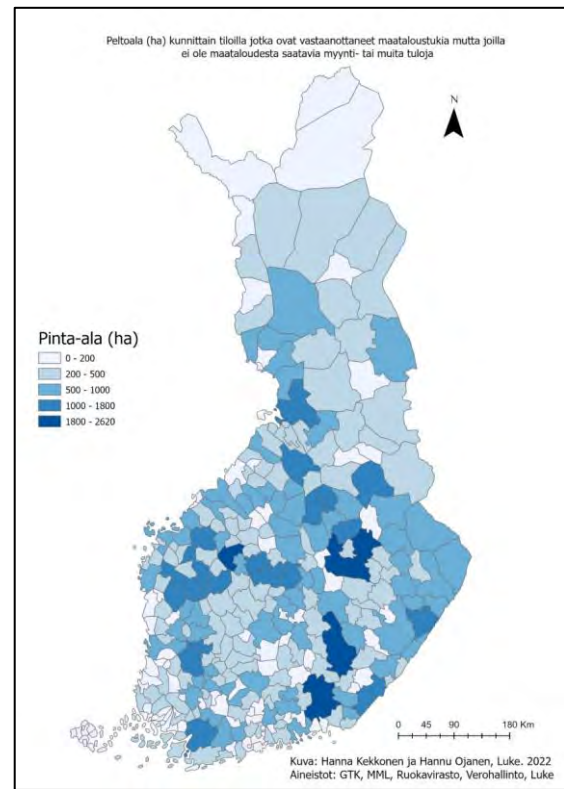 Peltoala (ha) kunnittain tiloilla jotka ovat vastaanottaneet maataloustukia mutta joilla
ei ole maataloudesta saatavia myynti- tai muita tuloja
N
Pinta-ala (ha)
0 - 200
200 - 500
500 - 1000
1000 - 1800
1800 - 2620
0 45 90 180 Km
Kuva: Hanna Kekkonen ja Hannu Ojanen, Luke. 2022
Aineistot: GTK, MML, Ruokavirasto, Verohallinto, Luke